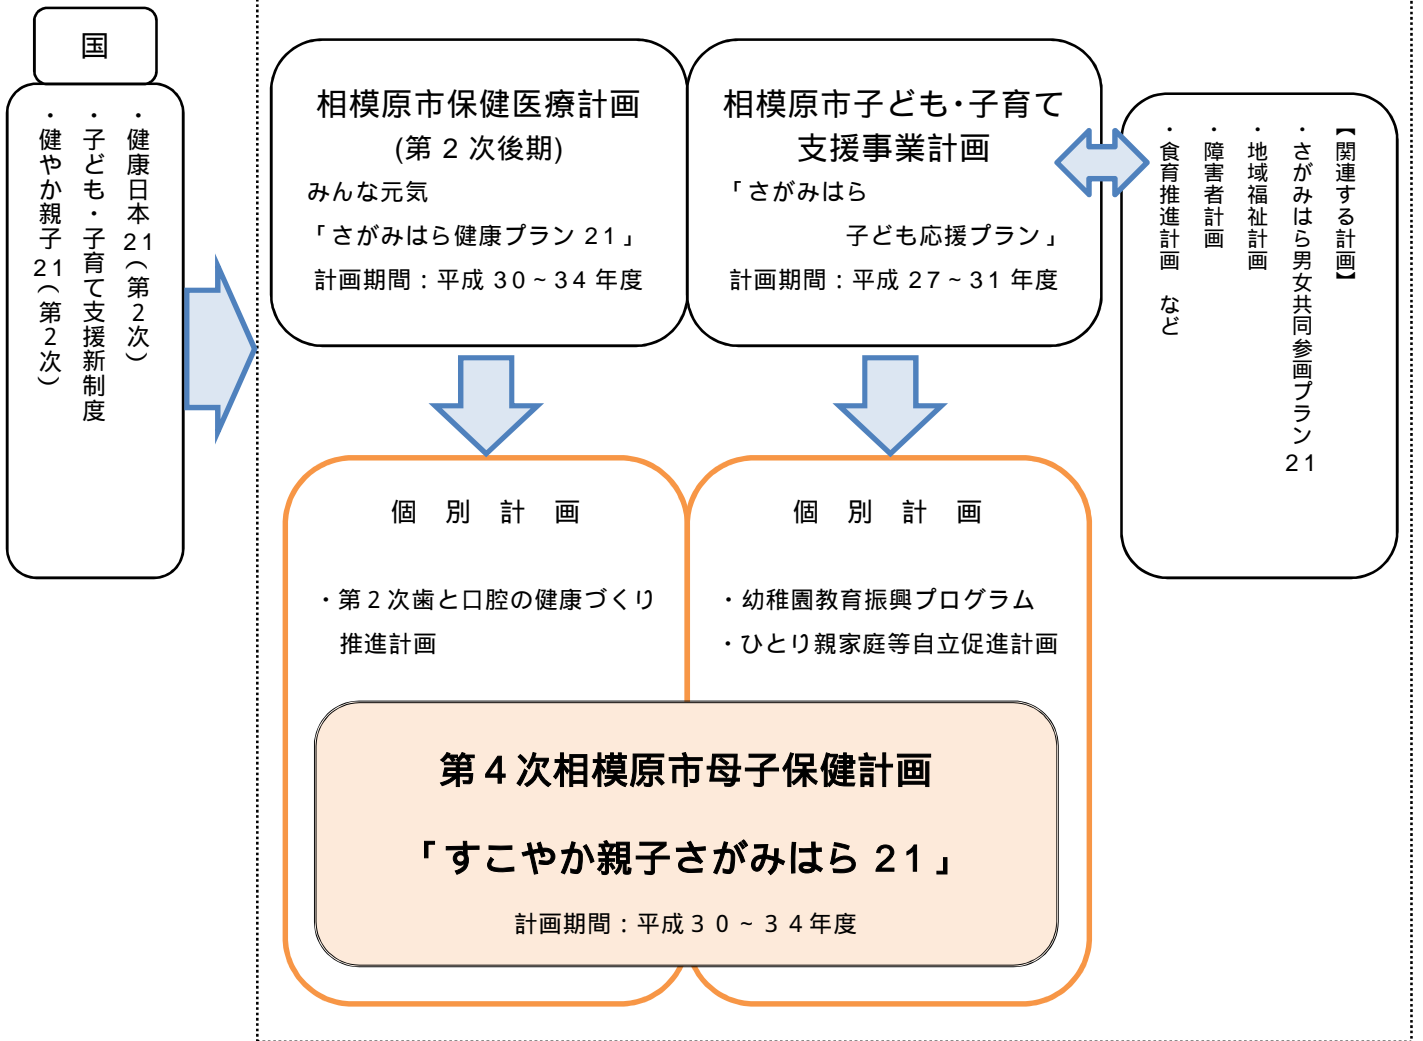 国
・健康日本21（第２次）
・子ども・子育て支援新制度
・健やか親子21（第２次）
相模原市保健医療計画
(第２次後期)
みんな元気
「さがみはら健康プラン21」
計画期間：平成30～34年度
相模原市子ども・子育て
支援事業計画
「さがみはら
子ども応援プラン」
計画期間：平成27～31年度
【関連する計画】
・さがみはら男女共同参画プラン21
・地域福祉計画
・障害者計画
・食育推進計画　など
個　別　計　画
・第２次歯と口腔の健康づくり
推進計画
個　別　計　画
・幼稚園教育振興プログラム
・ひとり親家庭等自立促進計画
第４次相模原市母子保健計画
「すこやか親子さがみはら21」
計画期間：平成３０～３４年度